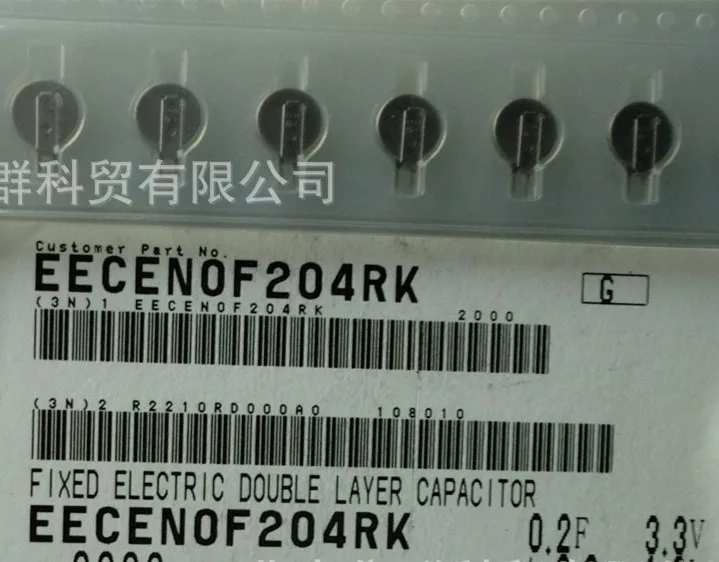 群科贸有限公司
Customer Part No.
EECEN0F204RK
G
(3N)1 EECEN0F204RK 2000
(3N)2 R2210RD000A0 108010
FIXED ELECTRIC DOUBLE LAYER CAPACITOR
EECEN0F204RK 0.2F 3.3V